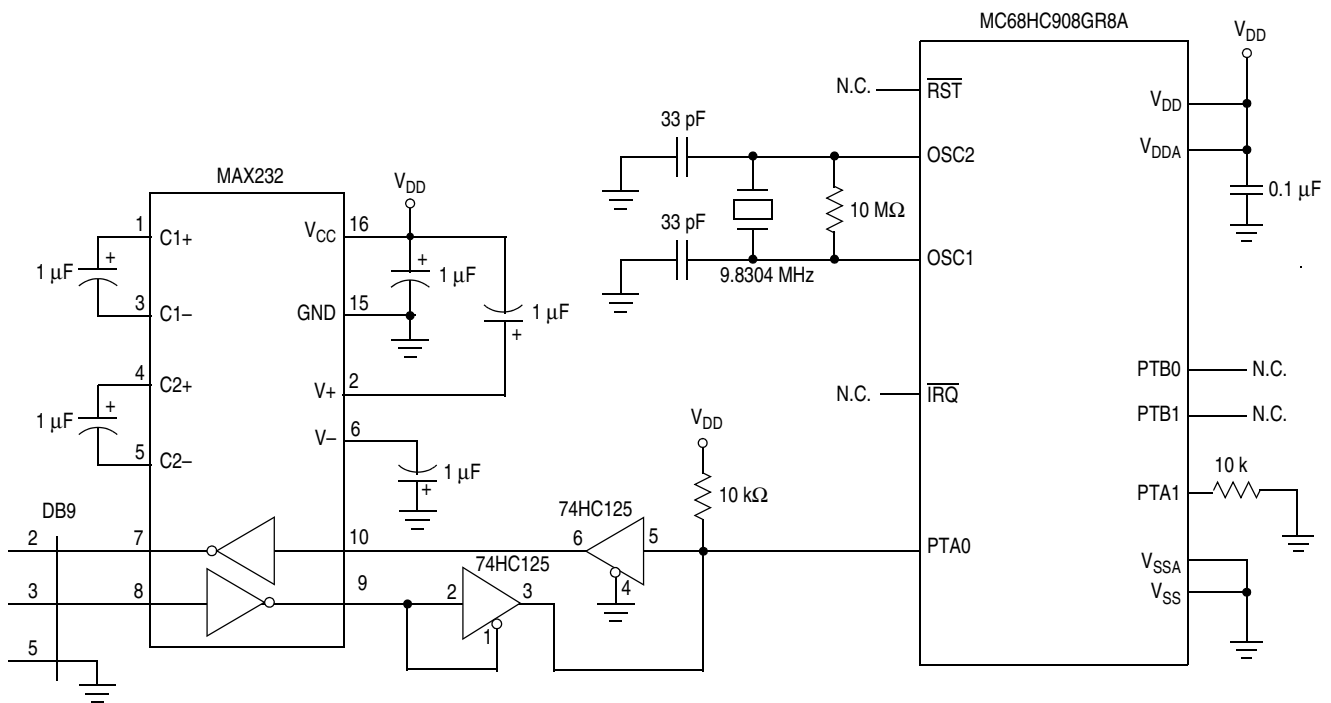 MC68HC908GR8A
VDD
N.C.
RST
VDD
33 pF
OSC2
VDDA
MAX232
VDD
10 MΩ
0.1 µF
1
C1+
VCC
16
33 pF
OSC1
1 µF
+
+
1 µF
9.8304 MHz
3
C1–
GND
15
1 µF
+
4
C2+
V+
2
PTB0
N.C.
N.C.
IRQ
1 µF
+
VDD
PTB1
N.C.
V–
6
5
C2–
1 µF
+
10 k
10 kΩ
PTA1
DB9
74HC125
2
7
10
6
5
PTA0
74HC125
4
VSSA
3
8
9
2
3
VSS
1
5